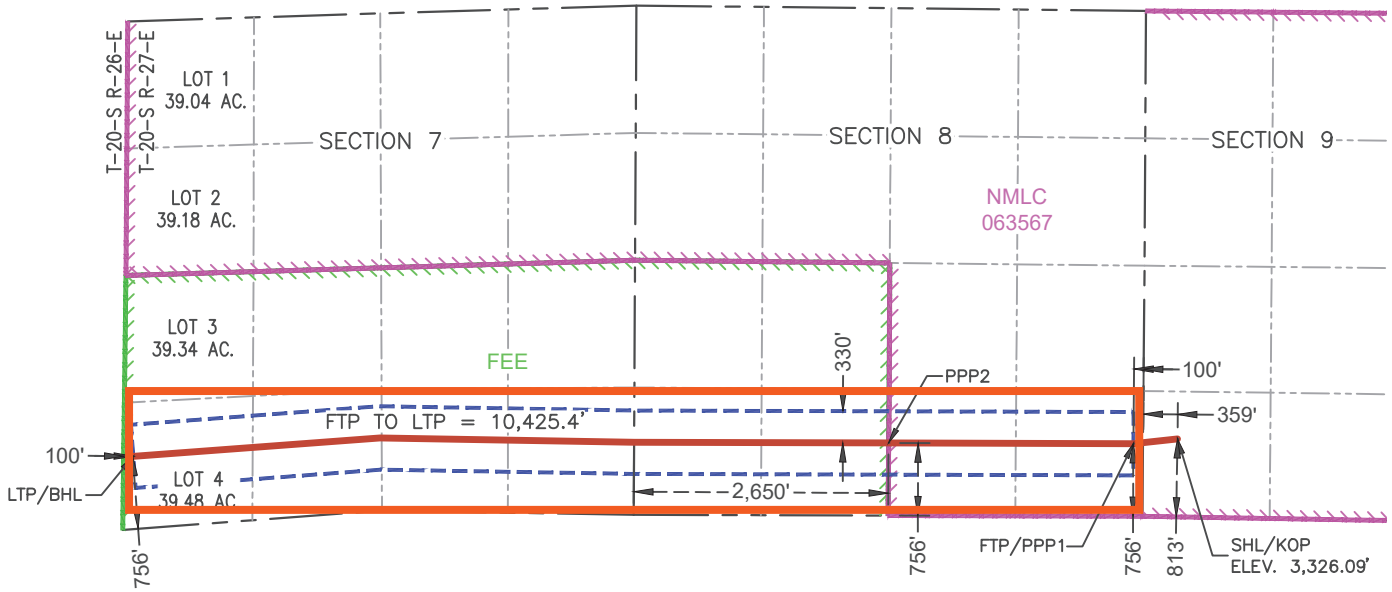 T-20-S R-26-E
T-20-S R-27-E
LOT 1
39.04 AC.
SECTION 7
SECTION 8
SECTION 9
LOT 2
39.18 AC.
NMLC
063567
LOT 3
39.34 AC.
FEE
330'
PPP2
100'
359'
FTP TO LTP = 10,425.4'
100'
LTP/BHL
LOT 4
39.48 AC
2,650'
756'
756'
FTP/PPP1
756'
813'
SHL/KOP
ELEV. 3,326.09'